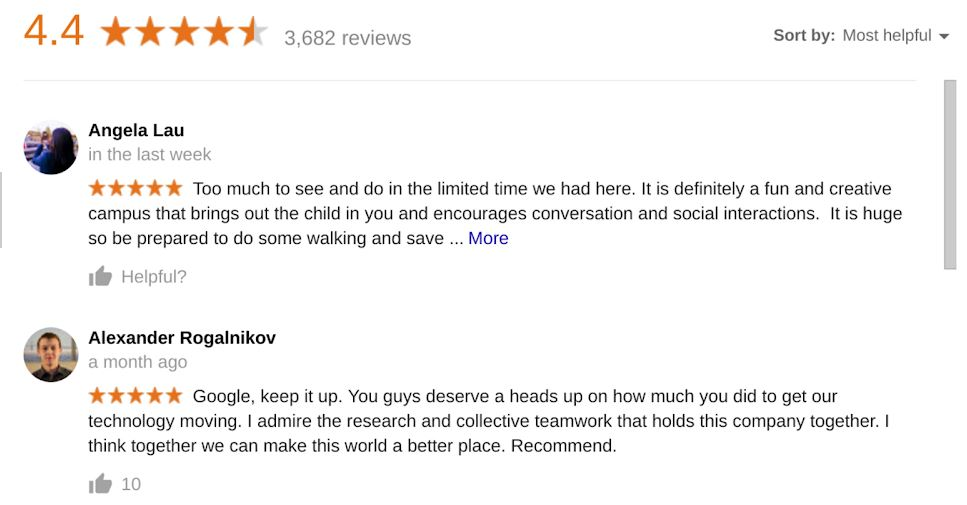 4.4 3,682 reviews Sort by: Most helpful
Angela Lau
in the last week
Too much to see and do in the limited time we had here. It is definitely a fun and creative
campus that brings out the child in you and encourages conversation and social interactions.  It is huge
so be prepared to do some walking and save ... More
Helpful?
Alexander Rogalnikov
a month ago
Google, keep it up. You guys deserve a heads up on how much you did to get our
technology moving. I admire the research and collective teamwork that holds this company together. I
think together we can make this world a better place. Recommend.
10